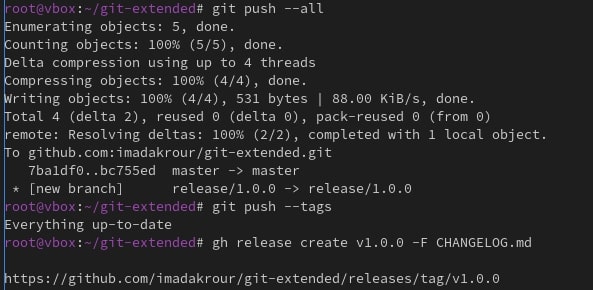 root@vbox:~/git-extended# git push --all
Enumerating objects: 5, done.
Counting objects: 100% (5/5), done.
Delta compression using up to 4 threads
Compressing objects: 100% (4/4), done.
Writing objects: 100% (4/4), 531 bytes | 88.00 KiB/s, done.
Total 4 (delta 2), reused 0 (delta 0), pack-reused 0 (from 0)
remote: Resolving deltas: 100% (2/2), completed with 1 local object.
To github.com:imadakrour/git-extended.git
   7ba1df0..bc755ed  master -> master
 * [new branch]      release/1.0.0 -> release/1.0.0
root@vbox:~/git-extended# git push --tags
Everything up-to-date
root@vbox:~/git-extended# gh release create v1.0.0 -F CHANGELOG.md
https://github.com/imadakrour/git-extended/releases/tag/v1.0.0